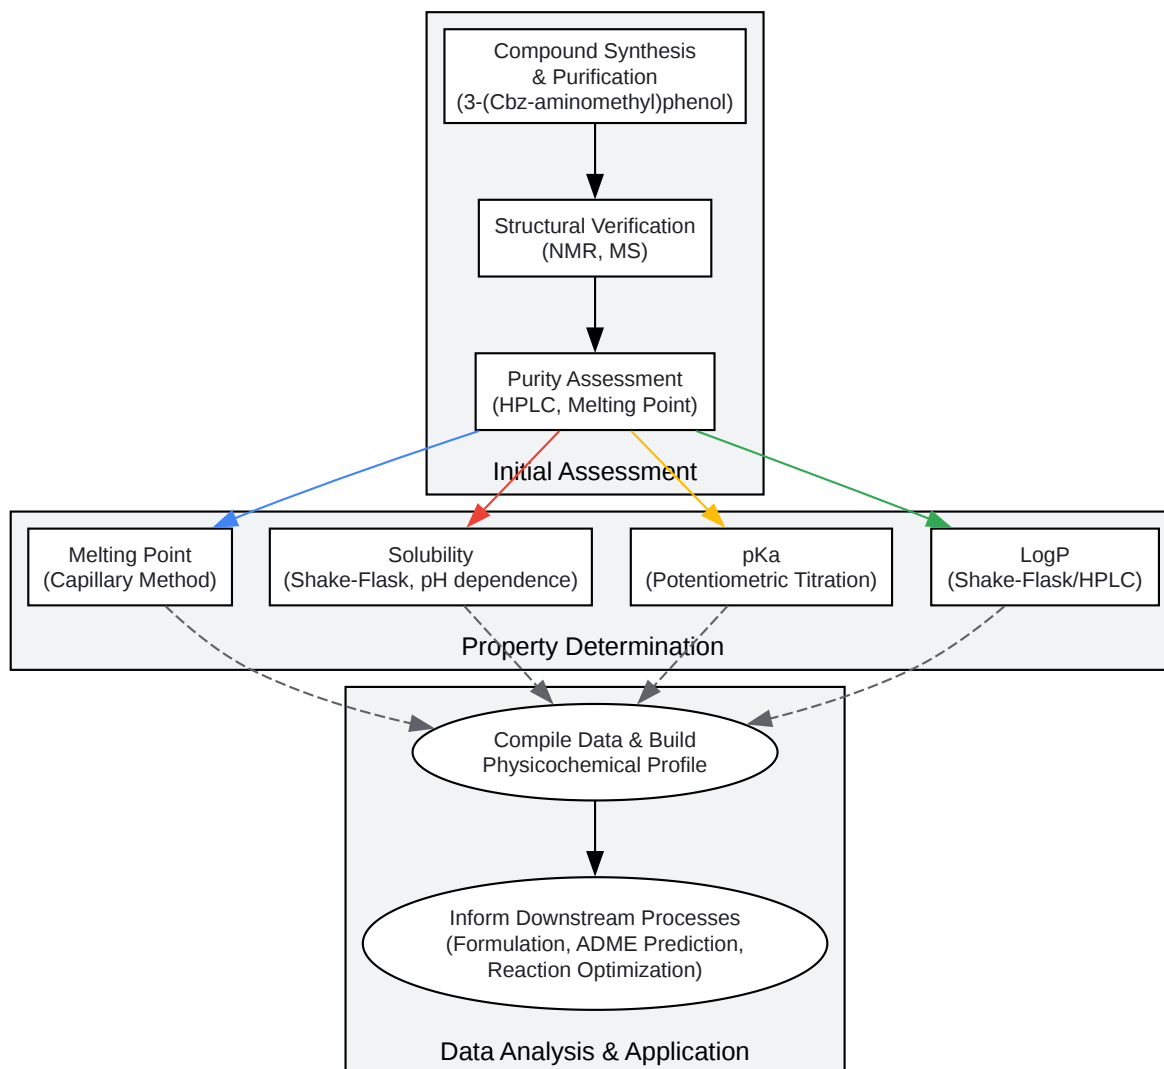 Compound Synthesis
& Purification
(3-(Cbz-aminomethyl)phenol)
Structural Verification
(NMR, MS)
Purity Assessment
(HPLC, Melting Point)
Initial Assessment
Melting Point
(Capillary Method)
Solubility
(Shake-Flask, pH dependence)
pKa
(Potentiometric Titration)
LogP
(Shake-Flask/HPLC)
Property Determination
Compile Data & Build
Physicochemical Profile
Inform Downstream Processes
(Formulation, ADME Prediction,
Reaction Optimization)
Data Analysis & Application